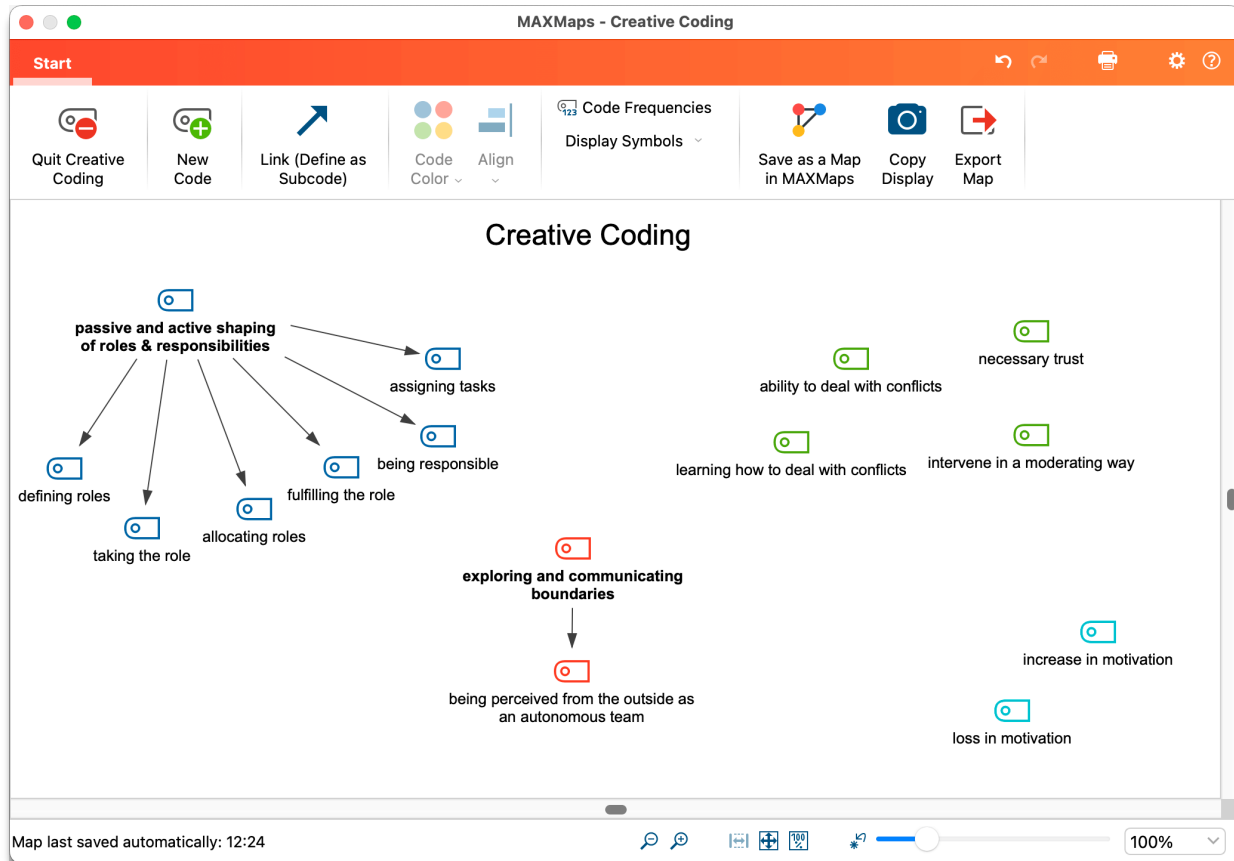 MAXMaps - Creative Coding
Start
Quit Creative
Coding
New
Code
Link (Define as
Subcode)
Code
Color
Align
123 Code Frequencies
Display Symbols
Save as a Map
in MAXMaps
Copy
Display
Export
Map
Creative Coding
passive and active shaping
of roles & responsibilities
assigning tasks
being responsible
defining roles
fulfilling the role
allocating roles
taking the role
necessary trust
ability to deal with conflicts
intervene in a moderating way
learning how to deal with conflicts
exploring and communicating
boundaries
being perceived from the outside as
an autonomous team
increase in motivation
loss in motivation
Map last saved automatically: 12:24
100
%
100%